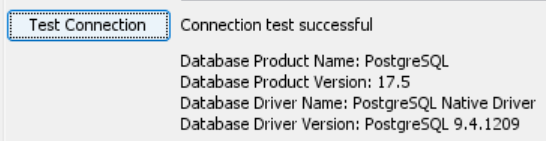 Test Connection
Connection test successful
Database Product Name: PostgreSQL
Database Product Version: 17.5
Database Driver Name: PostgreSQL Native Driver
Database Driver Version: PostgreSQL 9.4.1209